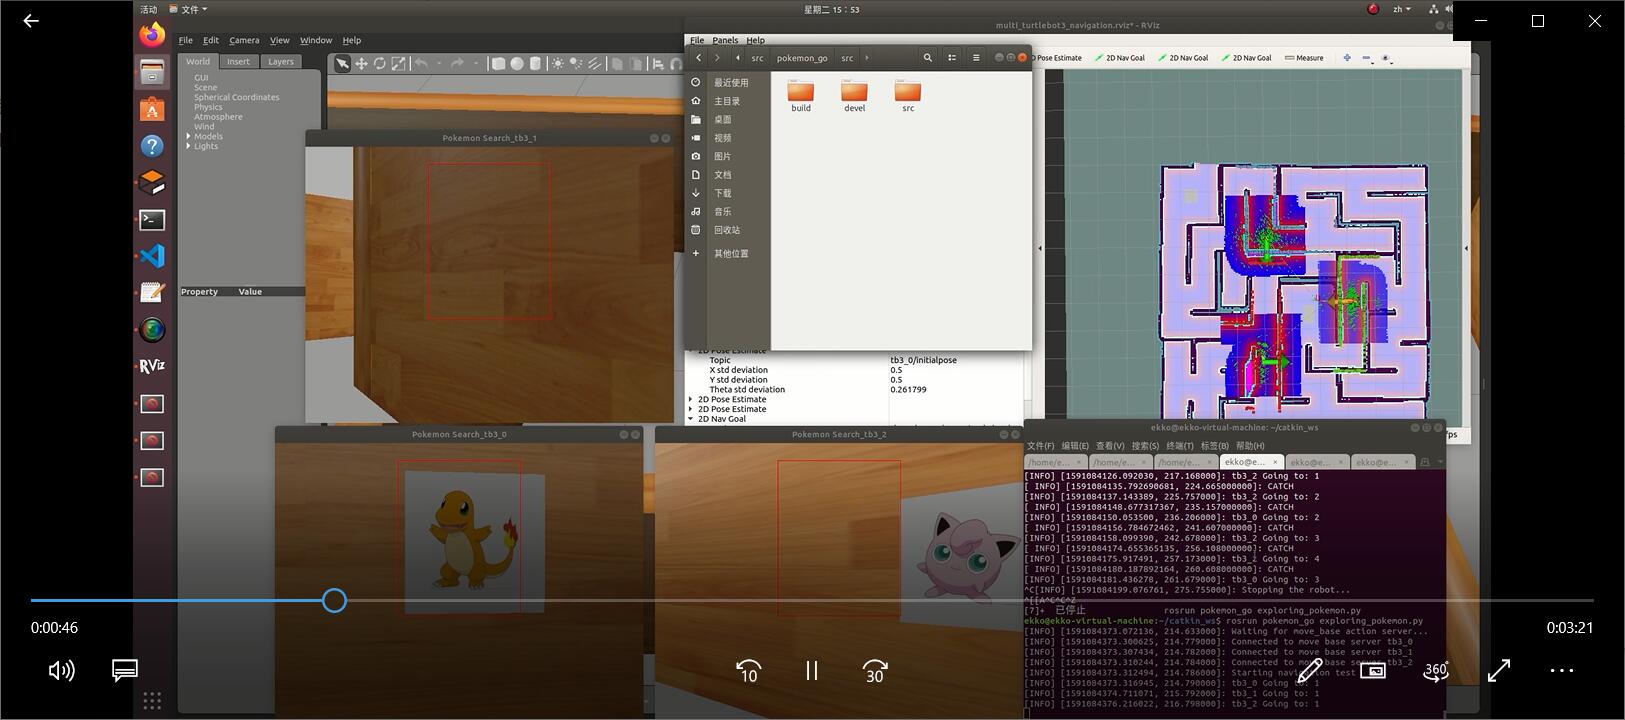 活动
文件
星期二 15：53
zh
multi_turtlebot3_navigation.rviz* - RViz
File Edit Camera View Window Help
File Panels Help
World Insert Layers
GUI
Scene
Spherical Coordinates
Physics
Atmosphere
Wind
Models
Lights
Property Value
src pokemon_go src
D Pose Estimate 2D Nav Goal 2D Nav Goal 2D Nav Goal Measure
最近使用
主目录
桌面
视频
图片
文档
下载
音乐
回收站
其他位置
build devel src
RViz
Pokemon Search_tb3_1
2D Pose Estimate
Topic tb3_0/initialpose
X std deviation 0.5
Y std deviation 0.5
Theta std deviation 0.261799
2D Pose Estimate
2D Pose Estimate
2D Nav Goal
fps
Pokemon Search_tb3_0
Pokemon Search_tb3_2
ekko@ekko-virtual-machine: ~/catkin_ws
文件(F) 编辑(E) 查看(V) 搜索(S) 终端(T) 标签(B) 帮助(H)
/home/e... × /home/e... × /home/e... × ekko@e... × ekko@e... × ekko@e... ×
[INFO] [1591084126.092030, 217.168000]: tb3_2 Going to: 1
[ INFO] [1591084135.792690681, 224.665000000]: CATCH
[INFO] [1591084137.143389, 225.757000]: tb3_2 Going to: 2
[ INFO] [1591084148.677317367, 235.157000000]: CATCH
[INFO] [1591084150.053500, 236.206000]: tb3_0 Going to: 2
[ INFO] [1591084156.784672462, 241.607000000]: CATCH
[INFO] [1591084158.099390, 242.678000]: tb3_2 Going to: 3
[ INFO] [1591084174.655365135, 256.108000000]: CATCH
[INFO] [1591084175.917491, 257.173000]: tb3_2 Going to: 4
[ INFO] [1591084180.187892164, 260.608000000]: CATCH
[INFO] [1591084181.436278, 261.679000]: tb3_0 Going to: 3
^C[INFO] [1591084199.076761, 275.755000]: Stopping the robot...
^[[A^C^C^Z
[7]+ 已停止 rosrun pokemon_go exploring_pokemon.py
ekko@ekko-virtual-machine:~/catkin_ws$ rosrun pokemon_go exploring_pokemon.py
[INFO] [1591084373.072136, 214.633000]: Waiting for move_base action server...
[INFO] [1591084373.300625, 214.779000]: Connected to move base server tb3_0
[INFO] [1591084373.307434, 214.782000]: Connected to move base server tb3_1
[INFO] [1591084373.310244, 214.784000]: Connected to move base server tb3_2
[INFO] [1591084373.312494, 214.786000]: Starting navigation test
[INFO] [1591084373.316945, 214.790000]: tb3_0 Going to: 1
[INFO] [1591084374.711071, 215.792000]: tb3_1 Going to: 1
[INFO] [1591084376.216022, 216.798000]: tb3_2 Going to: 1
0:00:46
0:03:21
10
30
360°